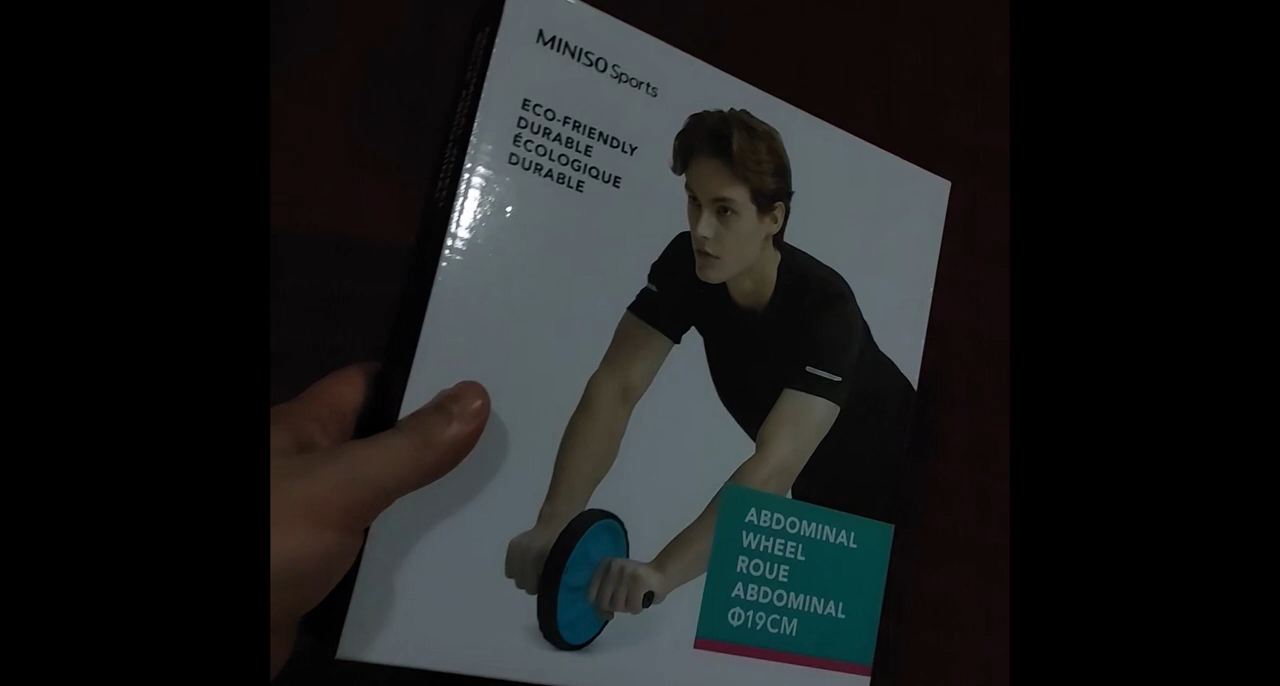 MINISO Sports
ECO-FRIENDLY
DURABLE
ÉCOLOGIQUE
DURABLE
ABDOMINAL
WHEEL
ROUE
ABDOMINAL
Φ19CM